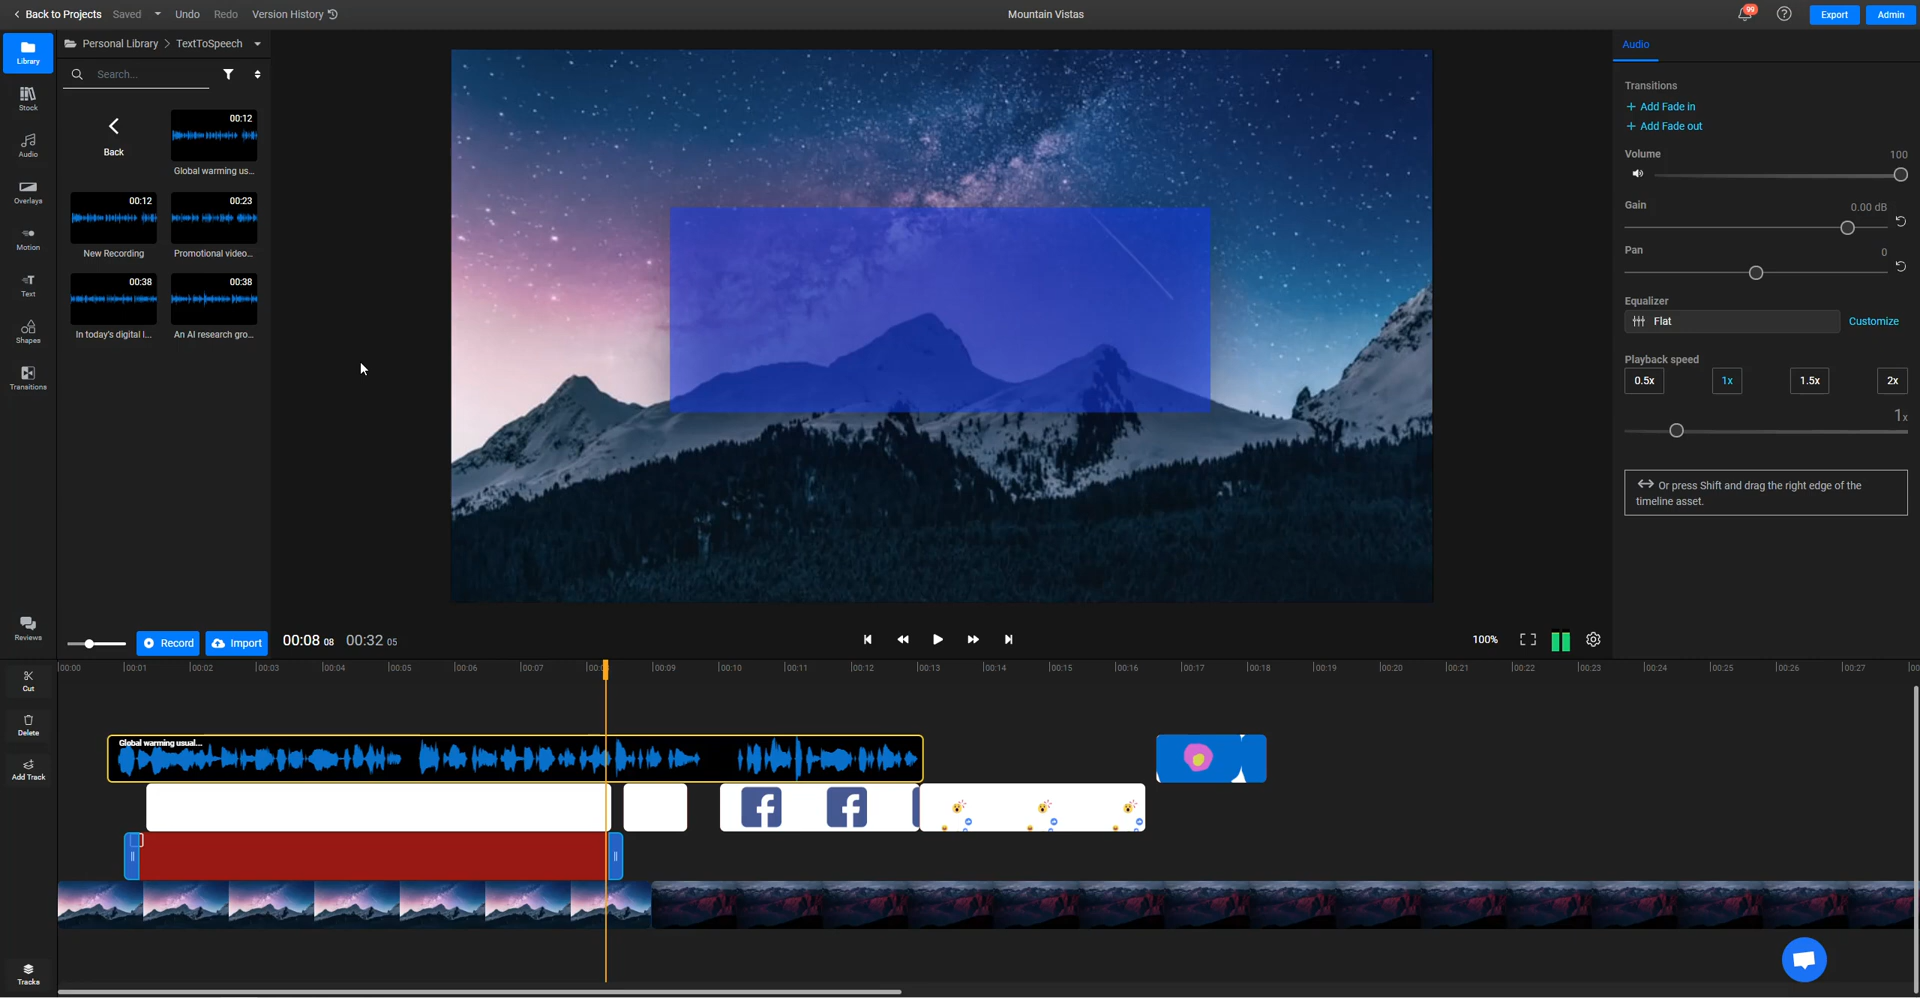 Back to Projects Saved Undo Redo Version History Mountain Vistas 99 Export Admin
Library
Stock
Audio
Overlays
Motion
Text
Shapes
Transitions
Reviews
Personal Library > TextToSpeech
Search...
Back
00:12
Global warming us...
00:12
New Recording
00:23
Promotional video...
00:38
In today's digital l...
00:38
An AI research gro...
Record Import 00:08 08 00:32 05 100%
Audio
Transitions
+ Add Fade in
+ Add Fade out
Volume 100
Gain 0.00 dB
Pan 0
Equalizer
Flat Customize
Playback speed
0.5x 1x 1.5x 2x
1x
Or press Shift and drag the right edge of the
timeline asset.
00:00 00:01 00:02 00:03 00:04 00:05 00:06 00:07 00:09 00:10 00:11 00:12 00:13 00:14 00:15 00:16 00:17 00:18 00:19 00:20 00:21 00:22 00:23 00:24 00:25 00:26 00:27
Cut
Delete
Add Track
Tracks
Global warming usual...